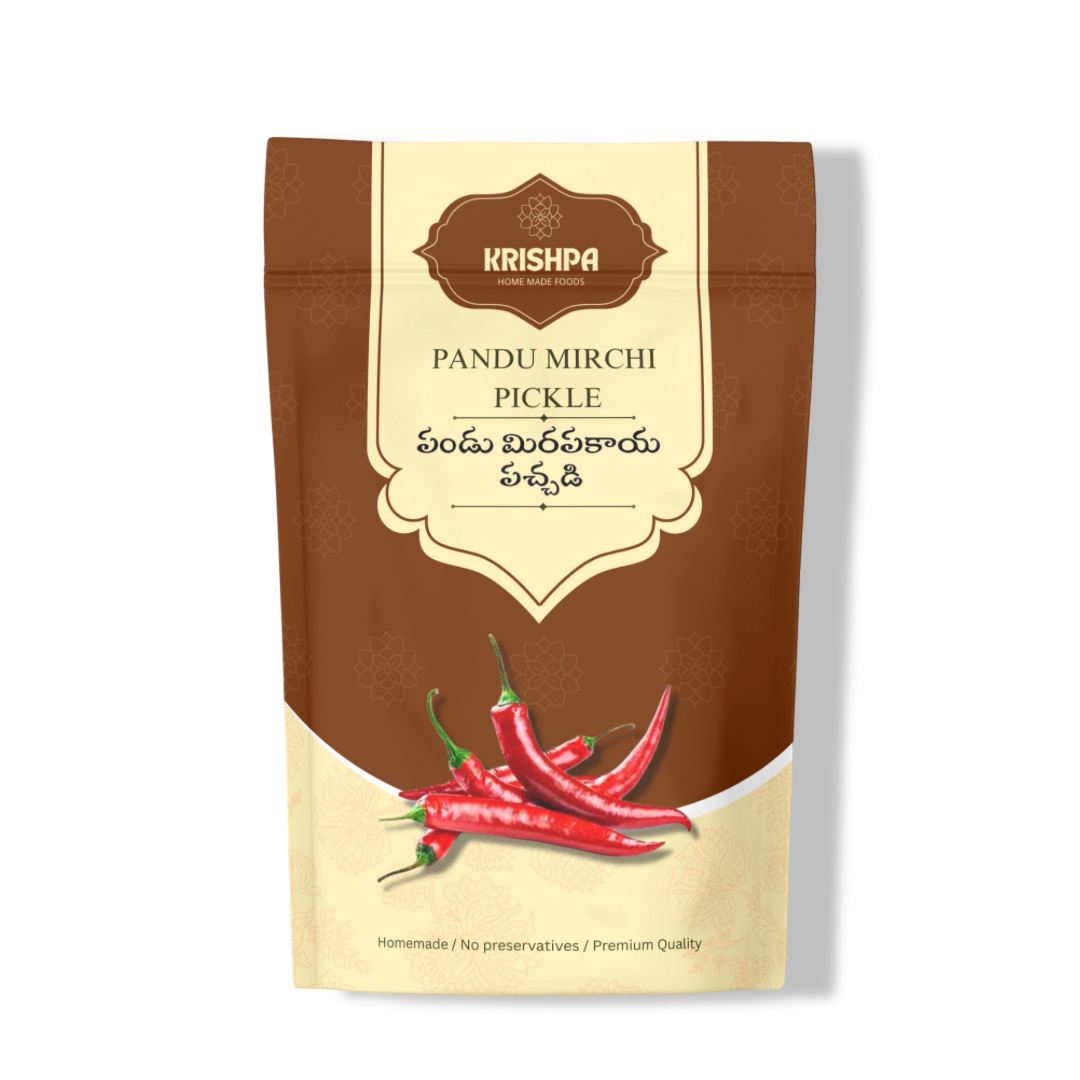 KRISHPA
HOME MADE FOODS
PANDU MIRCHI
PICKLE
పండు మిరపకాయ
పచ్చడి
Homemade / No preservatives / Premium Quality